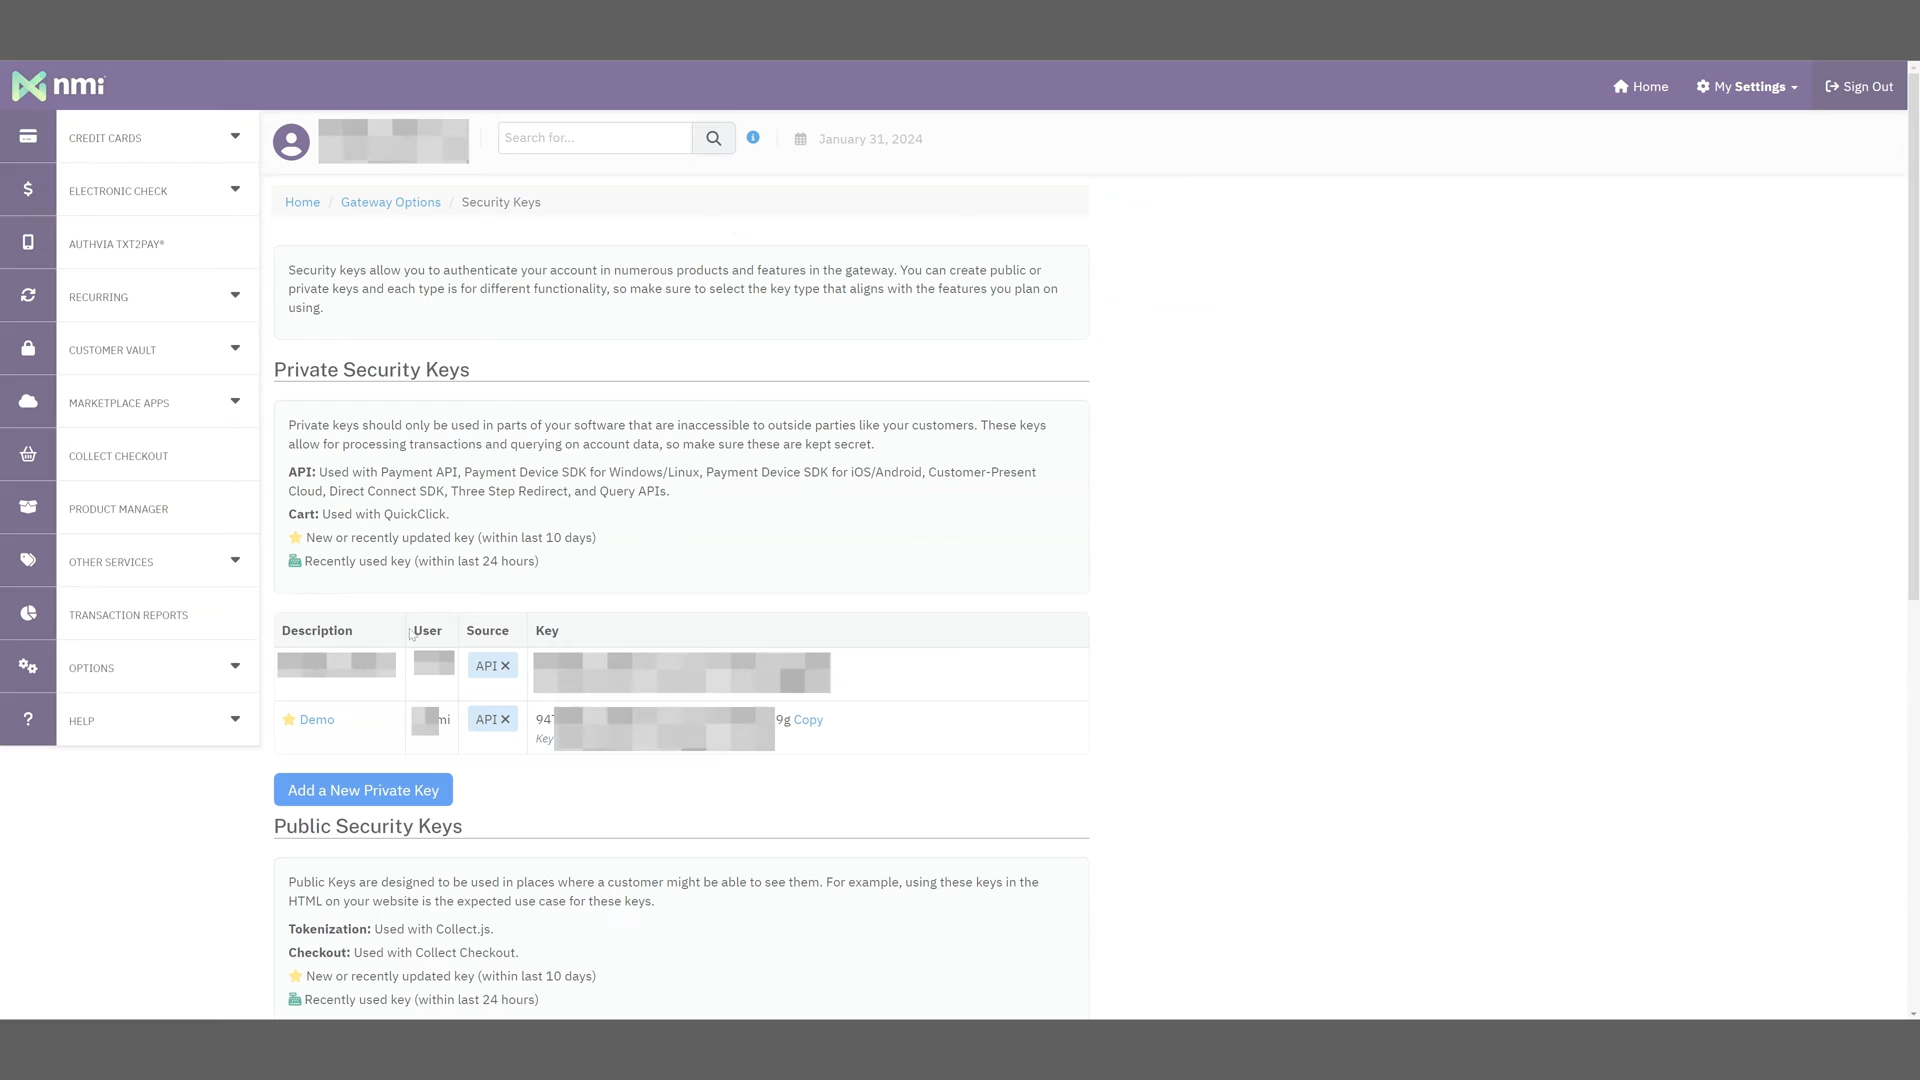 nmi
Home
My Settings
Sign Out
CREDIT CARDS
ELECTRONIC CHECK
AUTHVIA TXT2PAY®
RECURRING
CUSTOMER VAULT
MARKETPLACE APPS
COLLECT CHECKOUT
PRODUCT MANAGER
OTHER SERVICES
TRANSACTION REPORTS
OPTIONS
HELP
Search for...
January 31, 2024
Home / Gateway Options / Security Keys
Security keys allow you to authenticate your account in numerous products and features in the gateway. You can create public or
private keys and each type is for different functionality, so make sure to select the key type that aligns with the features you plan on
using.
Private Security Keys
Private keys should only be used in parts of your software that are inaccessible to outside parties like your customers. These keys
allow for processing transactions and querying on account data, so make sure these are kept secret.
API: Used with Payment API, Payment Device SDK for Windows/Linux, Payment Device SDK for iOS/Android, Customer-Present
Cloud, Direct Connect SDK, Three Step Redirect, and Query APIs.
Cart: Used with QuickClick.
New or recently updated key (within last 10 days)
Recently used key (within last 24 hours)
Description User Source Key
API ✕
Demo mi API ✕ 947 9g Copy
Key
Add a New Private Key
Public Security Keys
Public Keys are designed to be used in places where a customer might be able to see them. For example, using these keys in the
HTML on your website is the expected use case for these keys.
Tokenization: Used with Collect.js.
Checkout: Used with Collect Checkout.
New or recently updated key (within last 10 days)
Recently used key (within last 24 hours)